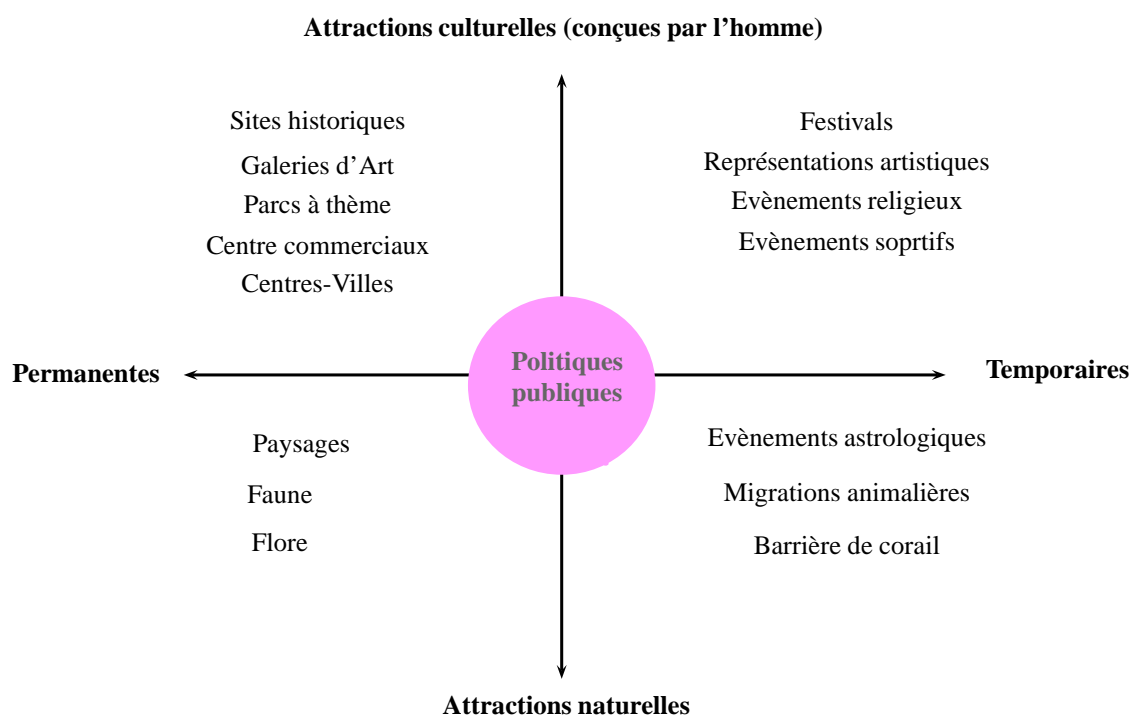 Attractions culturelles (conçues par l’homme)
Sites historiques
Galeries d’Art
Parcs à thème
Centre commerciaux
Centres-Villes
Festivals
Représentations artistiques
Evènements religieux
Evènements soprtifs
Permanentes
Politiques
publiques
Temporaires
Paysages
Faune
Flore
Evènements astrologiques
Migrations animalières
Barrière de corail
Attractions naturelles